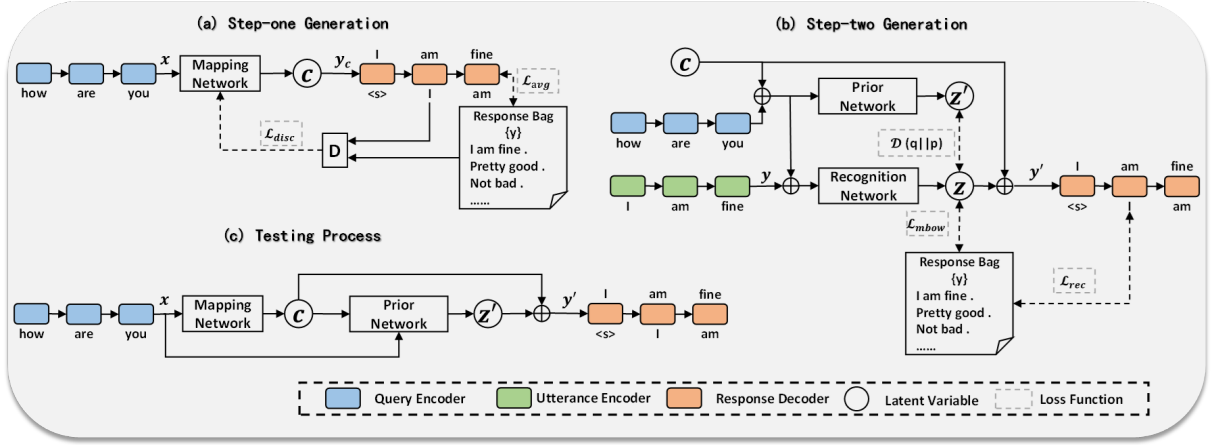 (a) Step-one Generation
x
Mapping
Network
c
y_c
I
am
fine
how
are
you
<s>
am
ℒ_avg
Response Bag
{y}
I am fine .
Pretty good .
Not bad .
......
ℒ_disc
D
I
(b) Step-two Generation
c
Prior
Network
z'
how
are
you
𝒟 (q||p)
y
Recognition
Network
z
y'
I
am
fine
I
am
fine
<s>
I
am
ℒ_mbow
Response Bag
{y}
I am fine .
Pretty good .
Not bad .
......
ℒ_rec
(c) Testing Process
x
Mapping
Network
c
Prior
Network
z'
y'
I
am
fine
how
are
you
<s>
I
am
Query Encoder
Utterance Encoder
Response Decoder
Latent Variable
Loss Function